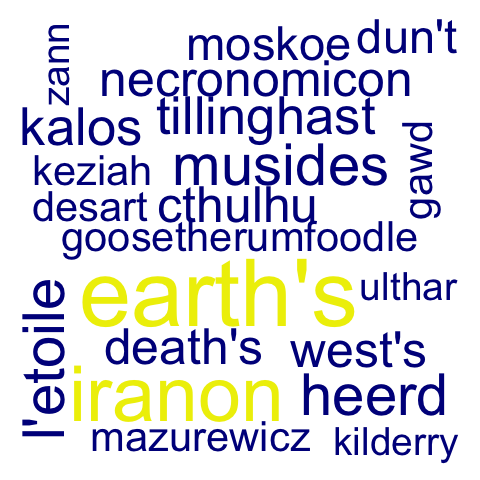 zann moskoe dun't
necronomicon
kalos tillinghast gawd
keziah musides
desart cthulhu
goosetherumfoodle
earth's ulthar
l'etoile death's west's
iranon heerd
mazurewicz kilderry